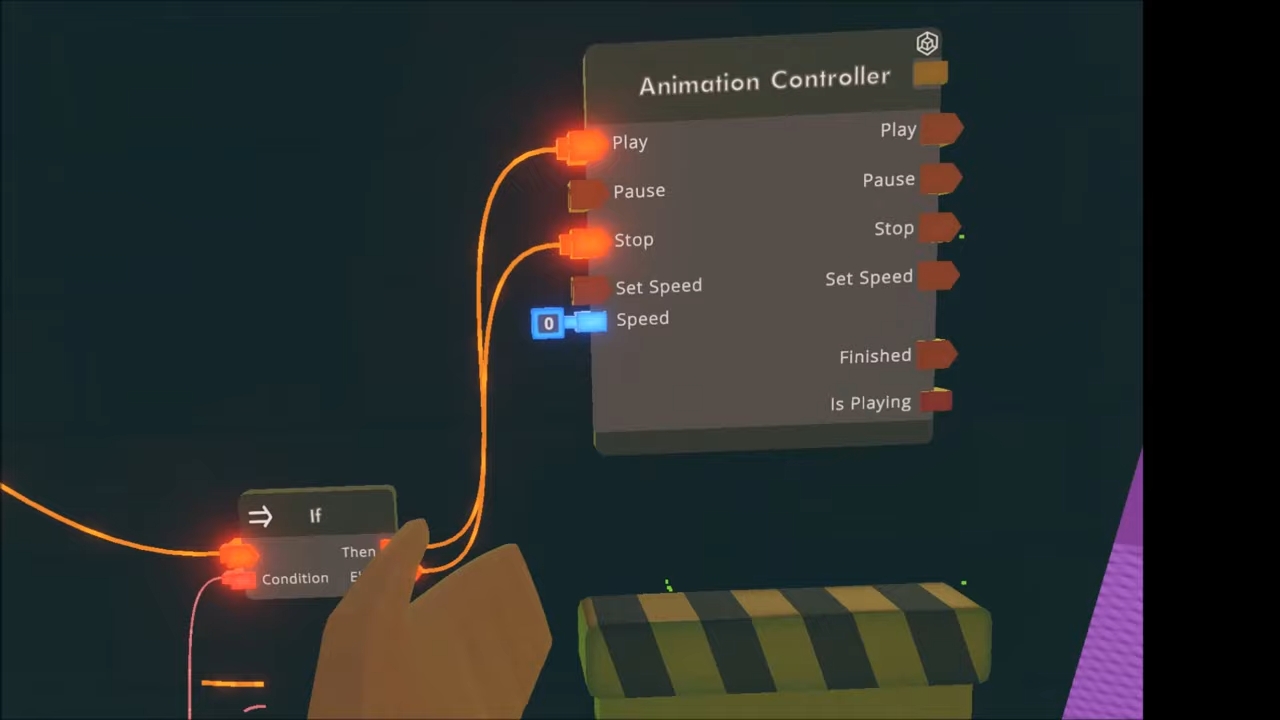 Animation Controller
Play
Play
Pause
Pause
Stop
Stop
Set Speed
Set Speed
0
Speed
Finished
Is Playing
If
Then
Condition